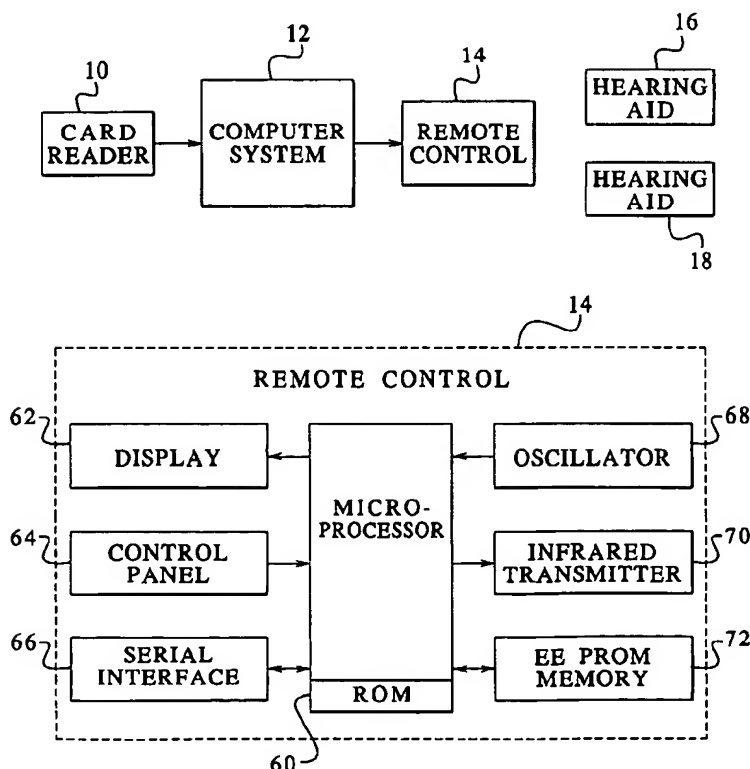 10
12
14
16
CARD
READER
COMPUTER
SYSTEM
REMOTE
CONTROL
HEARING
AID
HEARING
AID
18
14
REMOTE CONTROL
62
DISPLAY
MICRO-
PROCESSOR
OSCILLATOR
68
64
CONTROL
PANEL
INFRARED
TRANSMITTER
70
66
SERIAL
INTERFACE
EE PROM
MEMORY
72
ROM
60